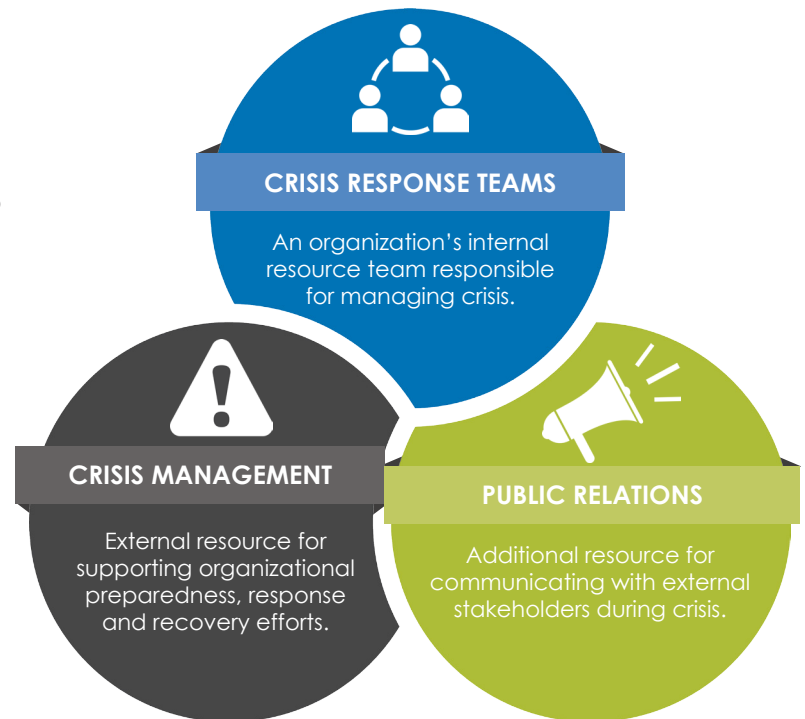 CRISIS RESPONSE TEAMS
An organization’s internal
resource team responsible
for managing crisis.
CRISIS MANAGEMENT
External resource for
supporting organizational
preparedness, response
and recovery efforts.
PUBLIC RELATIONS
Additional resource for
communicating with external
stakeholders during crisis.